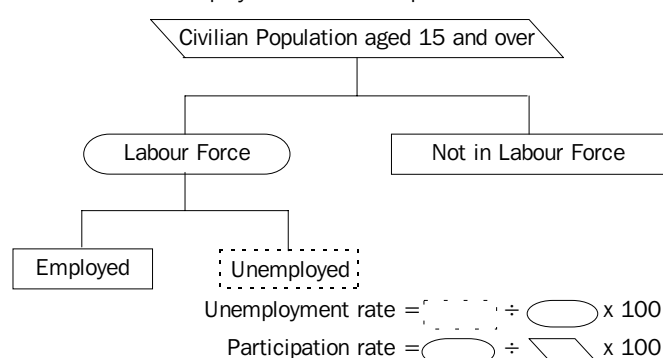 Civilian Population aged 15 and over
Labour Force
Not in Labour Force
Employed
Unemployed
Unemployment rate = ÷ x 100
Participation rate = ÷ x 100